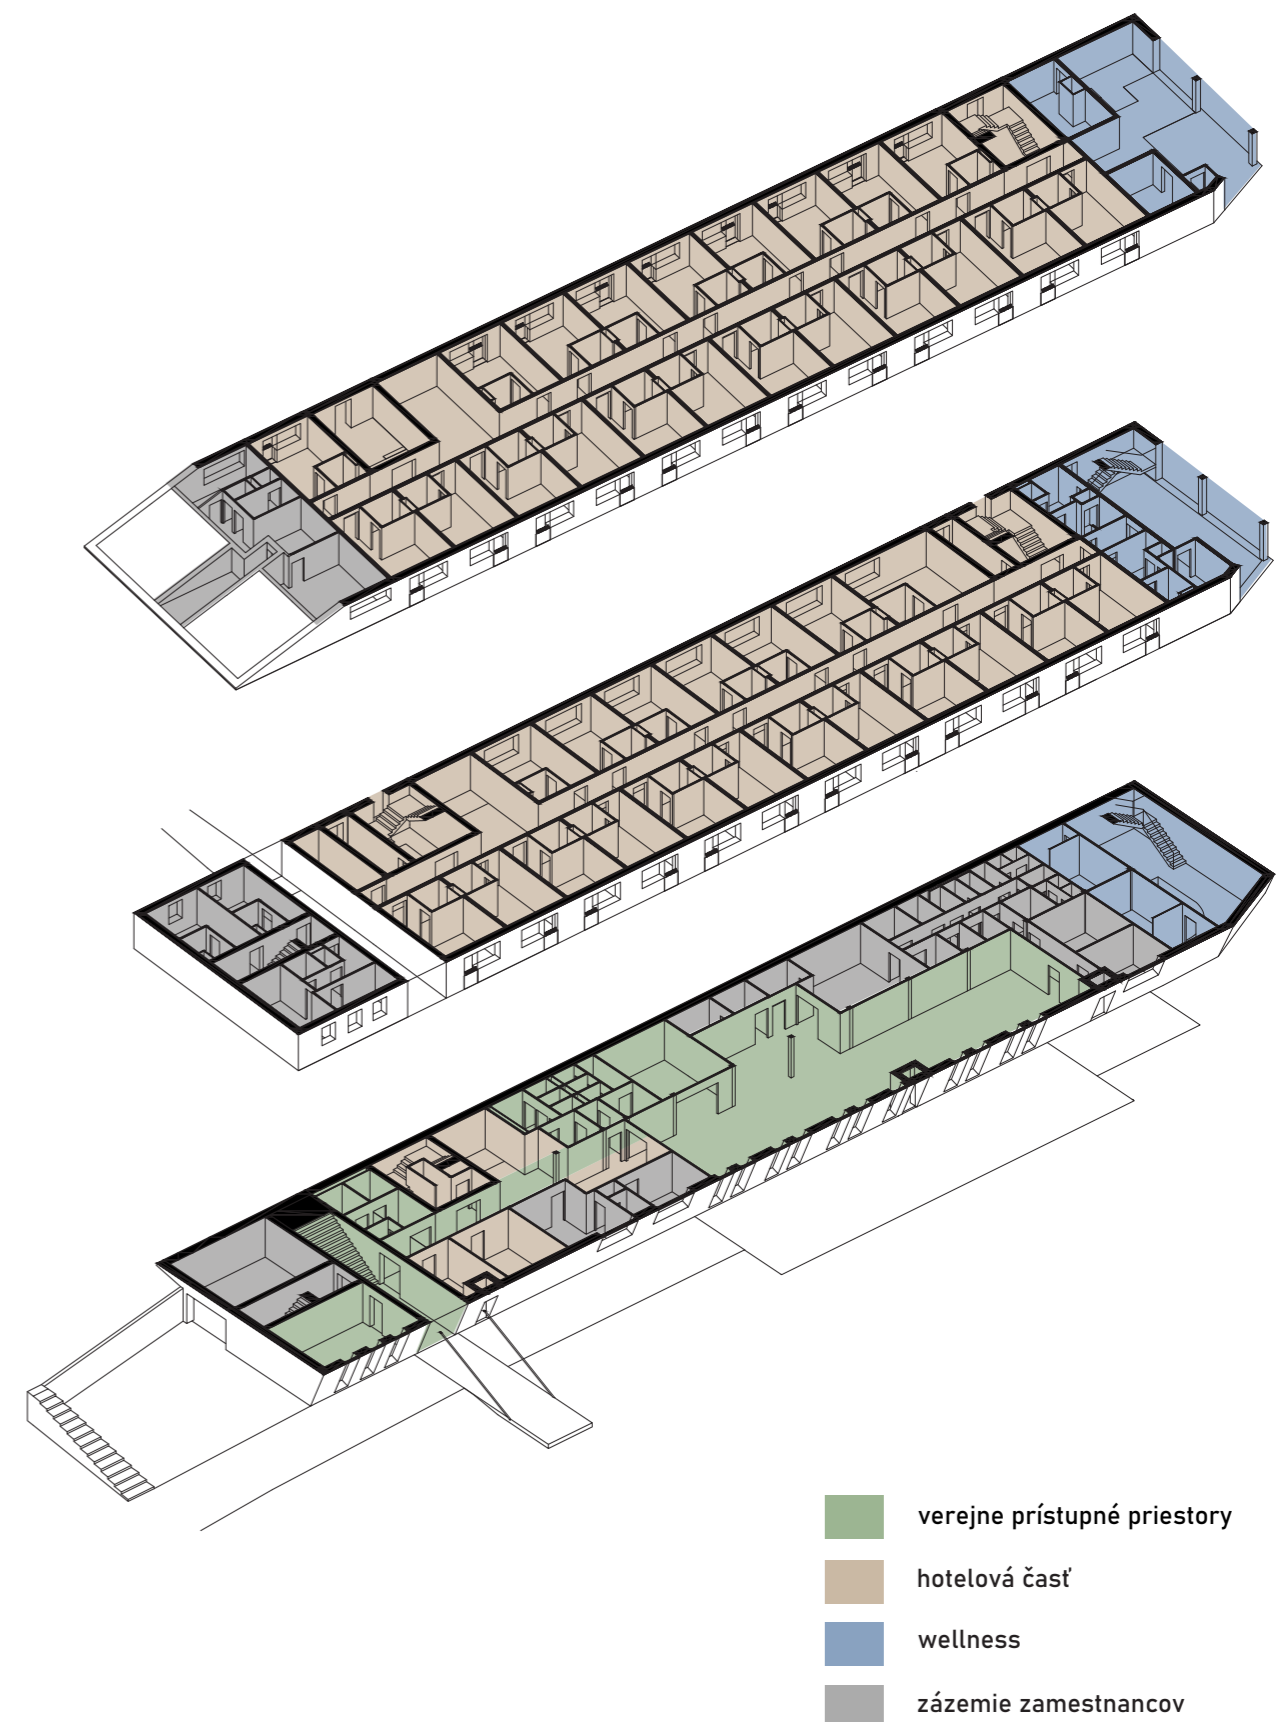 verejne prístupné priestory
hotelová časť
wellness
zázemie zamestnancov